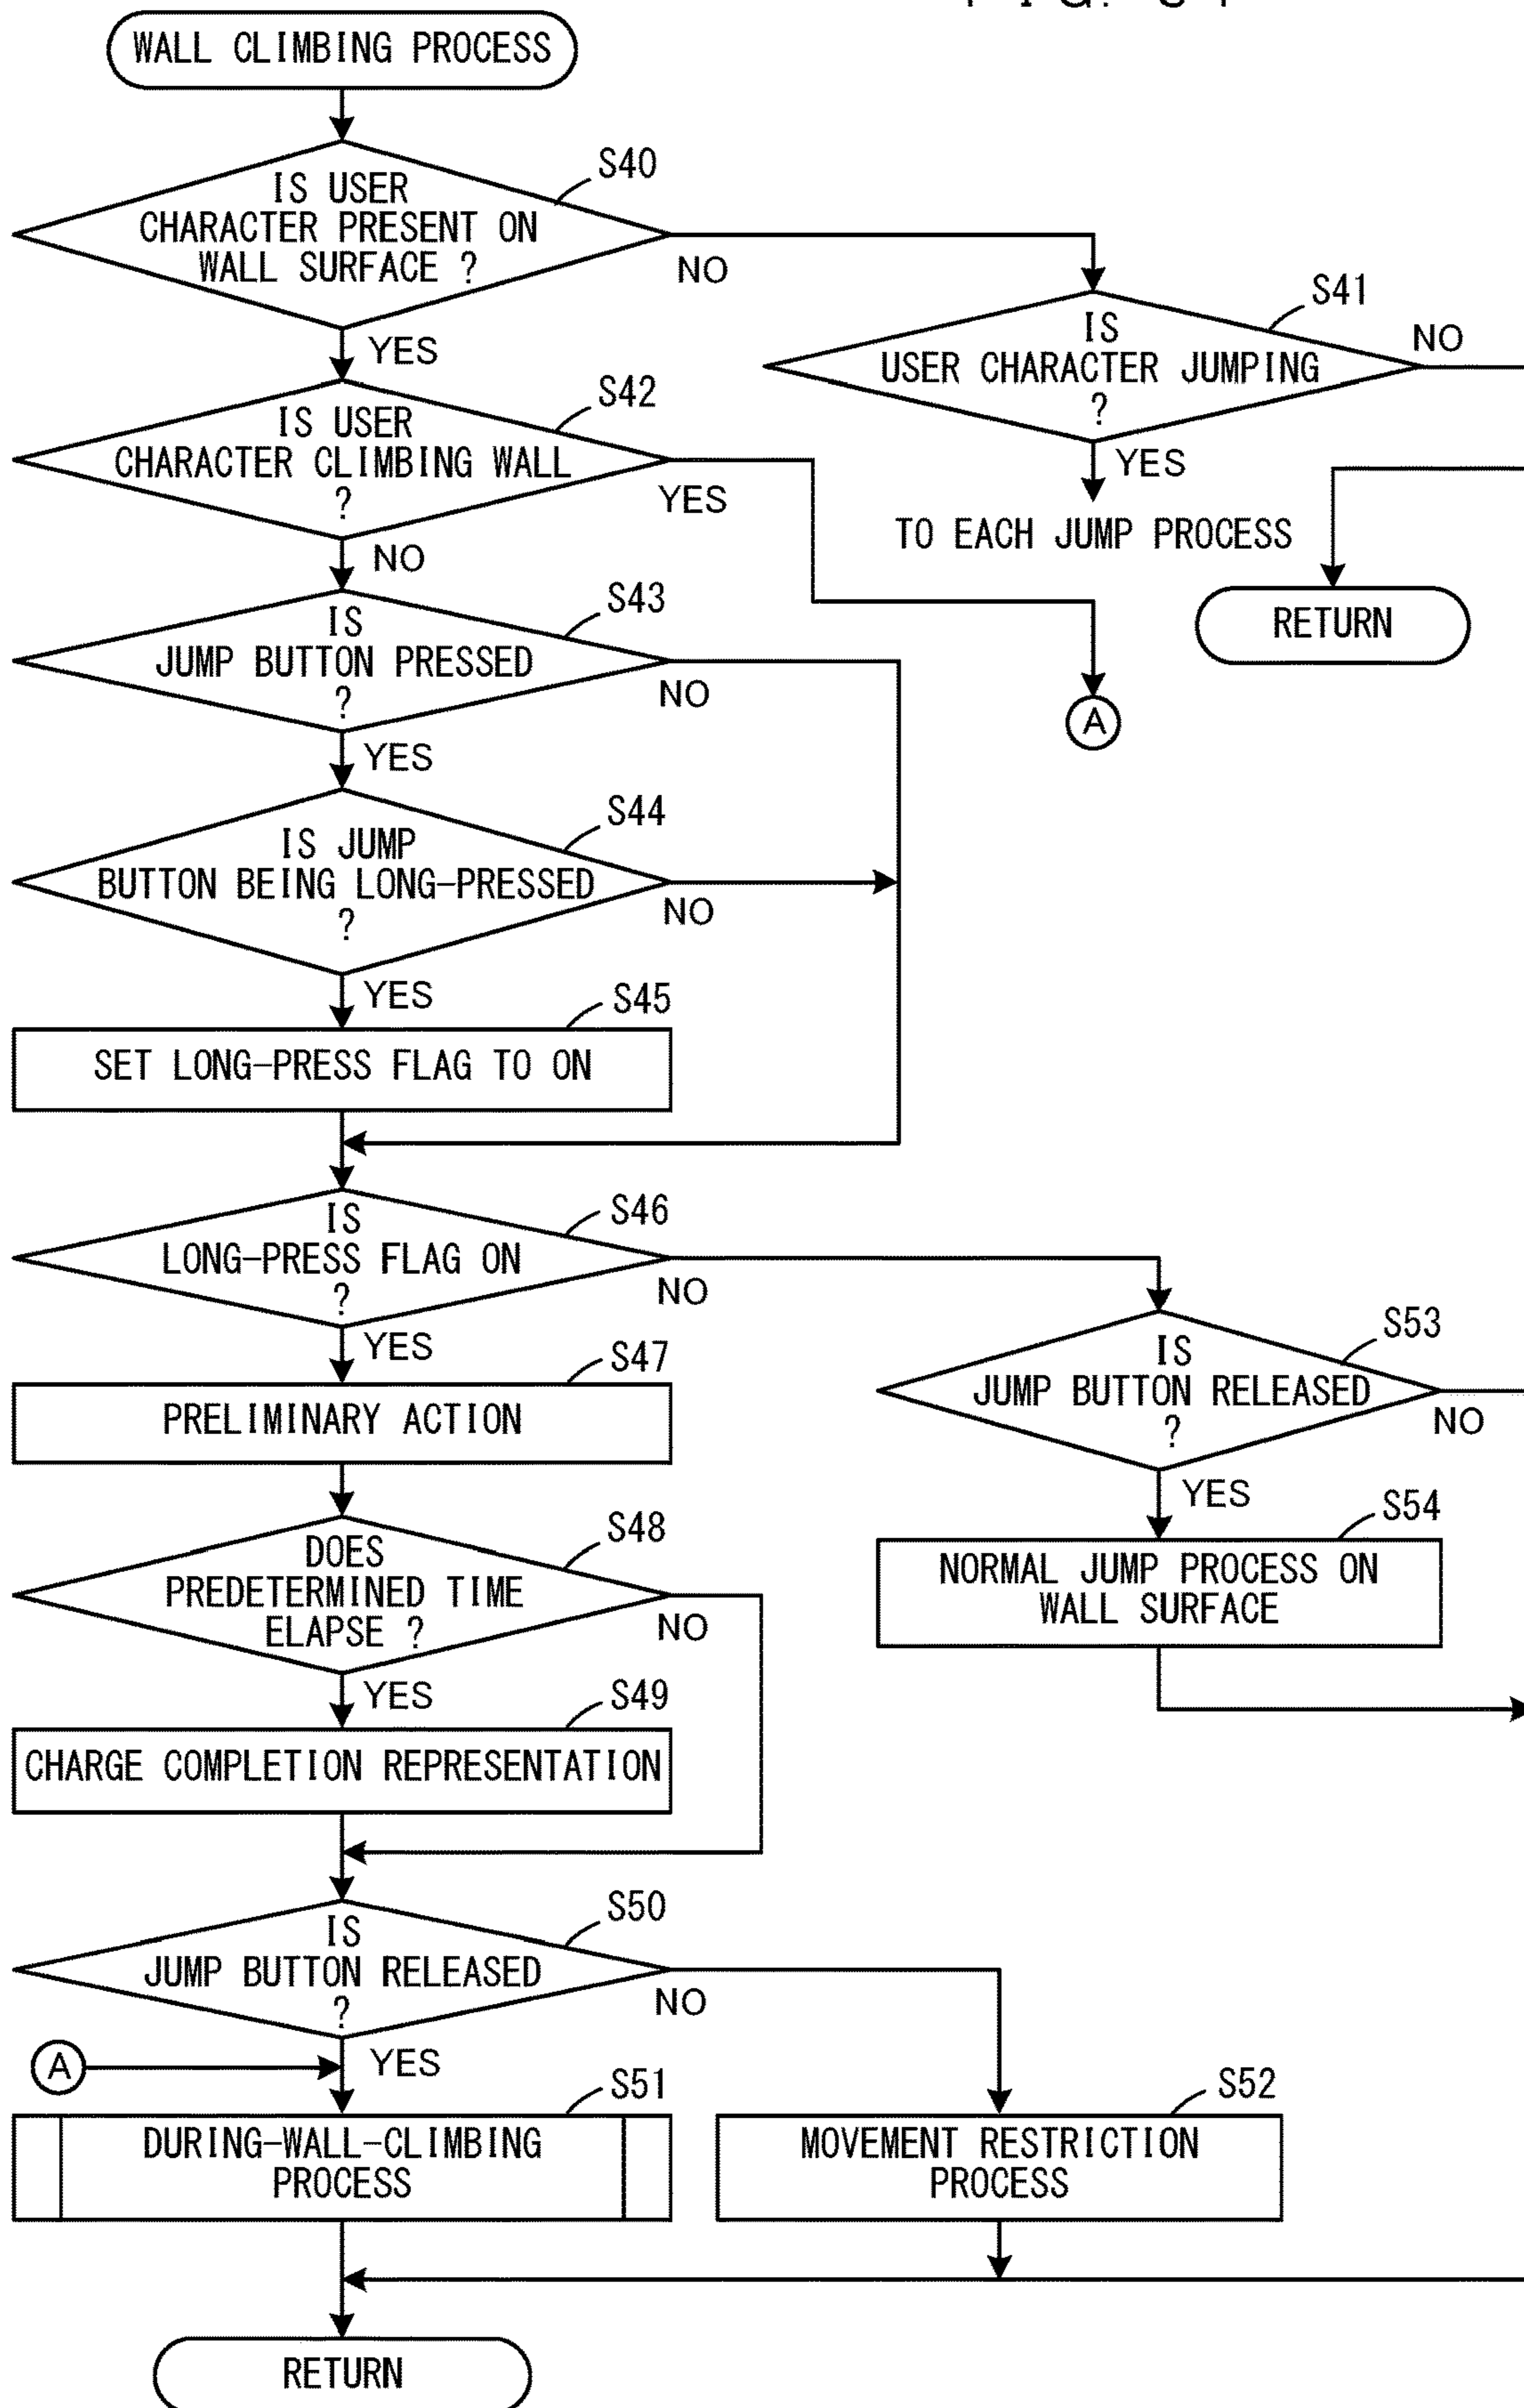 WALL CLIMBING PROCESS
S40
IS USER
CHARACTER PRESENT ON
WALL SURFACE ?
NO
YES
S41
IS
USER CHARACTER JUMPING
?
NO
YES
TO EACH JUMP PROCESS
RETURN
S42
IS USER
CHARACTER CLIMBING WALL
?
YES
NO
A
S43
IS
JUMP BUTTON PRESSED
?
NO
YES
S44
IS JUMP
BUTTON BEING LONG-PRESSED
?
NO
YES
S45
SET LONG-PRESS FLAG TO ON
S46
IS
LONG-PRESS FLAG ON
?
NO
YES
S47
PRELIMINARY ACTION
S53
IS
JUMP BUTTON RELEASED
?
NO
YES
S54
NORMAL JUMP PROCESS ON
WALL SURFACE
S48
DOES
PREDETERMINED TIME
ELAPSE ?
NO
YES
S49
CHARGE COMPLETION REPRESENTATION
S50
IS
JUMP BUTTON RELEASED
?
NO
YES
A
S51
DURING-WALL-CLIMBING
PROCESS
S52
MOVEMENT RESTRICTION
PROCESS
RETURN